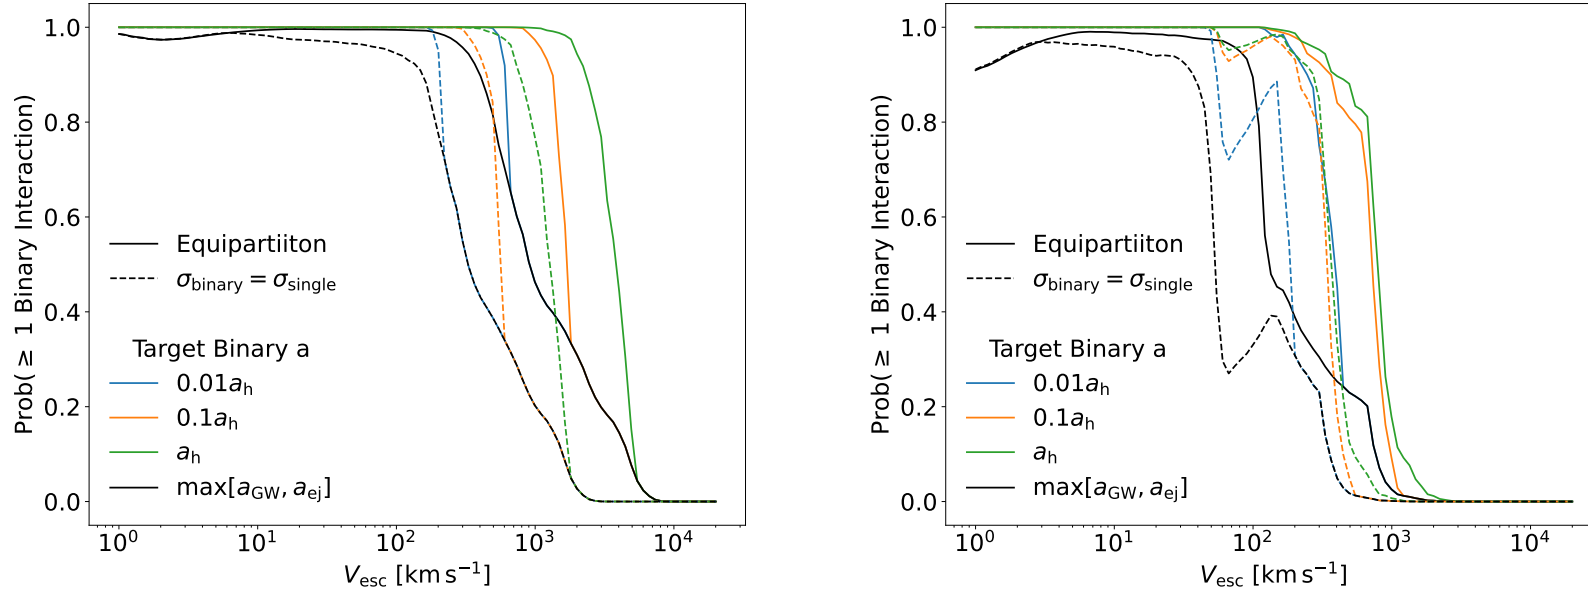 1.0
0.8
0.6
0.4
0.2
0.0
Prob(≥ 1 Binary Interaction)
Equipartiiton
σ_binary = σ_single
Target Binary a
0.01a_h
0.1a_h
a_h
max[a_GW, a_ej]
10^0 10^1 10^2 10^3 10^4
V_esc [km s^−1]
1.0
0.8
0.6
0.4
0.2
0.0
Prob(≥ 1 Binary Interaction)
Equipartiiton
σ_binary = σ_single
Target Binary a
0.01a_h
0.1a_h
a_h
max[a_GW, a_ej]
10^0 10^1 10^2 10^3 10^4
V_esc [km s^−1]